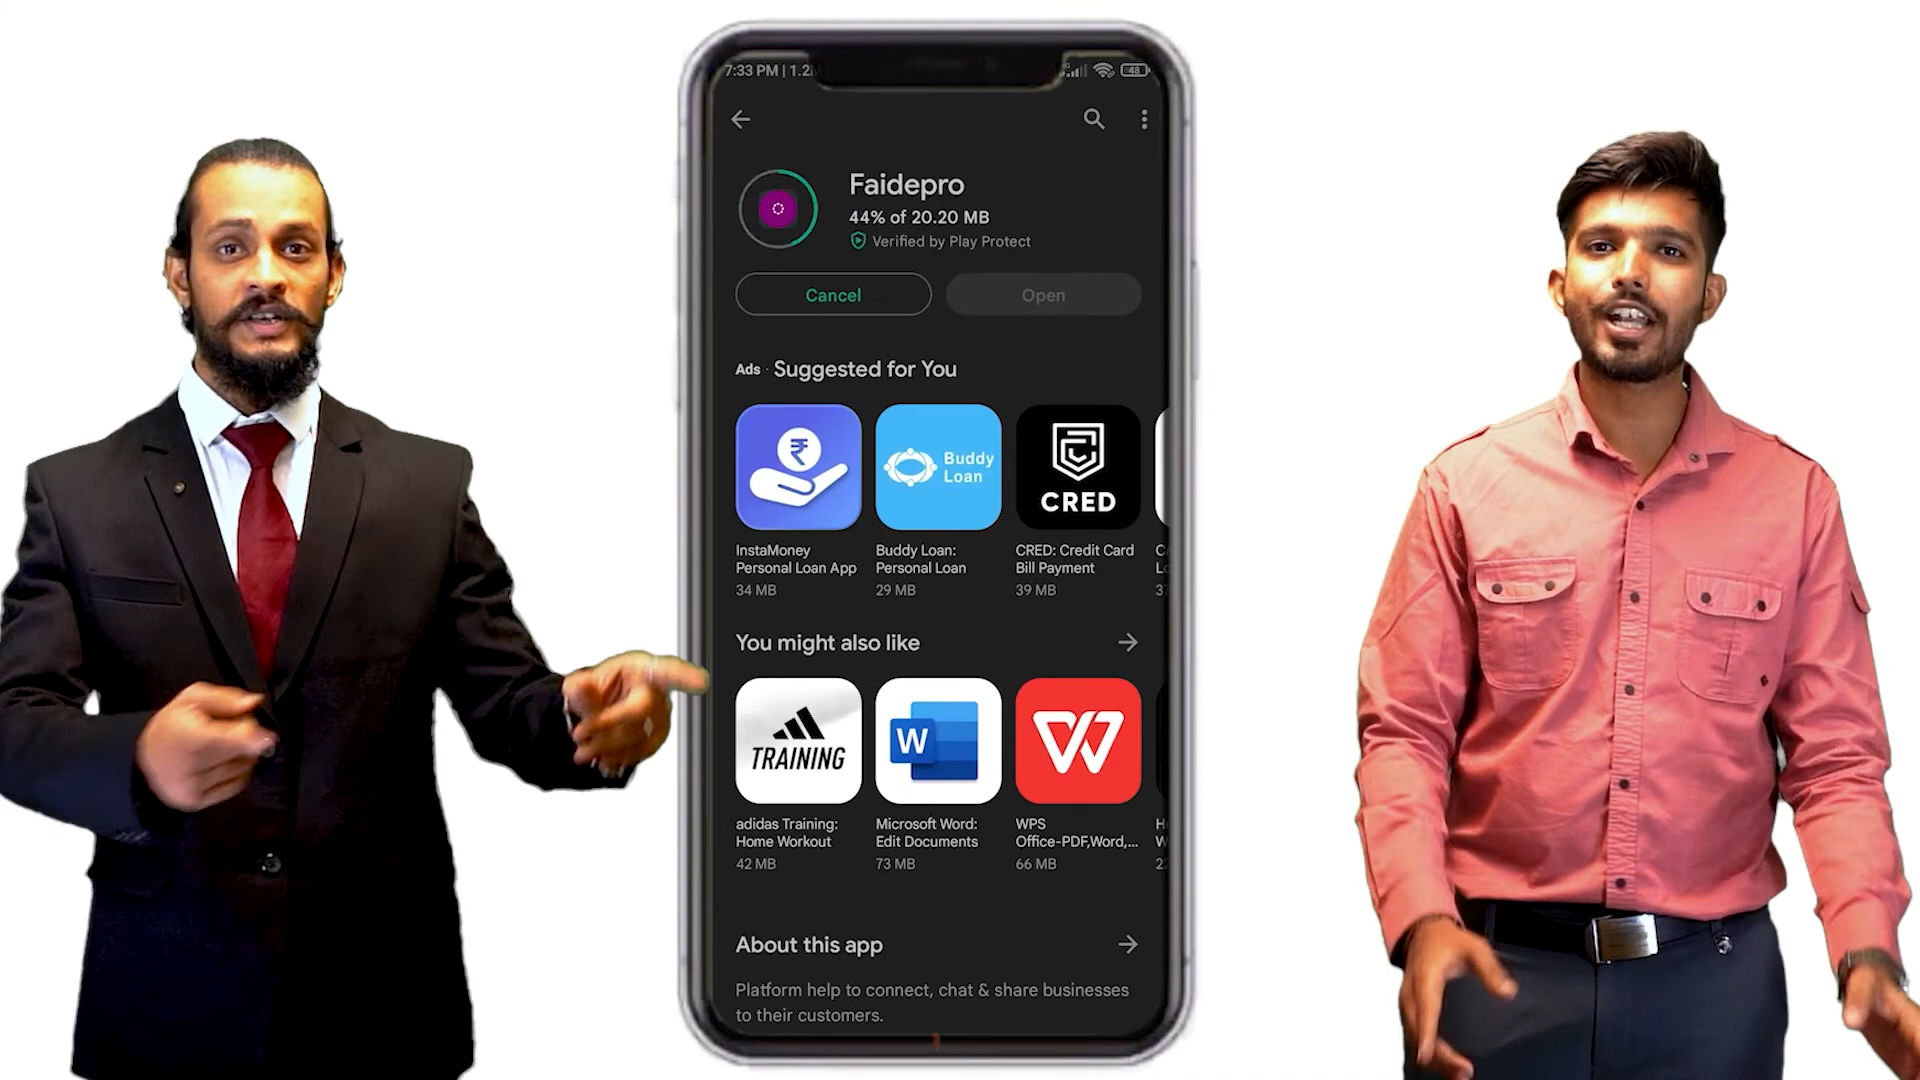 7:33 PM | 1.2
48
Faidepro
44% of 20.20 MB
Verified by Play Protect
Cancel
Open
Ads · Suggested for You
₹
Buddy
Loan
CRED
InstaMoney
Personal Loan App
34 MB
Buddy Loan:
Personal Loan
29 MB
CRED: Credit Card
Bill Payment
39 MB
You might also like
TRAINING
W
W
adidas Training:
Home Workout
42 MB
Microsoft Word:
Edit Documents
73 MB
WPS
Office-PDF,Word,...
66 MB
About this app
Platform help to connect, chat & share businesses
to their customers.